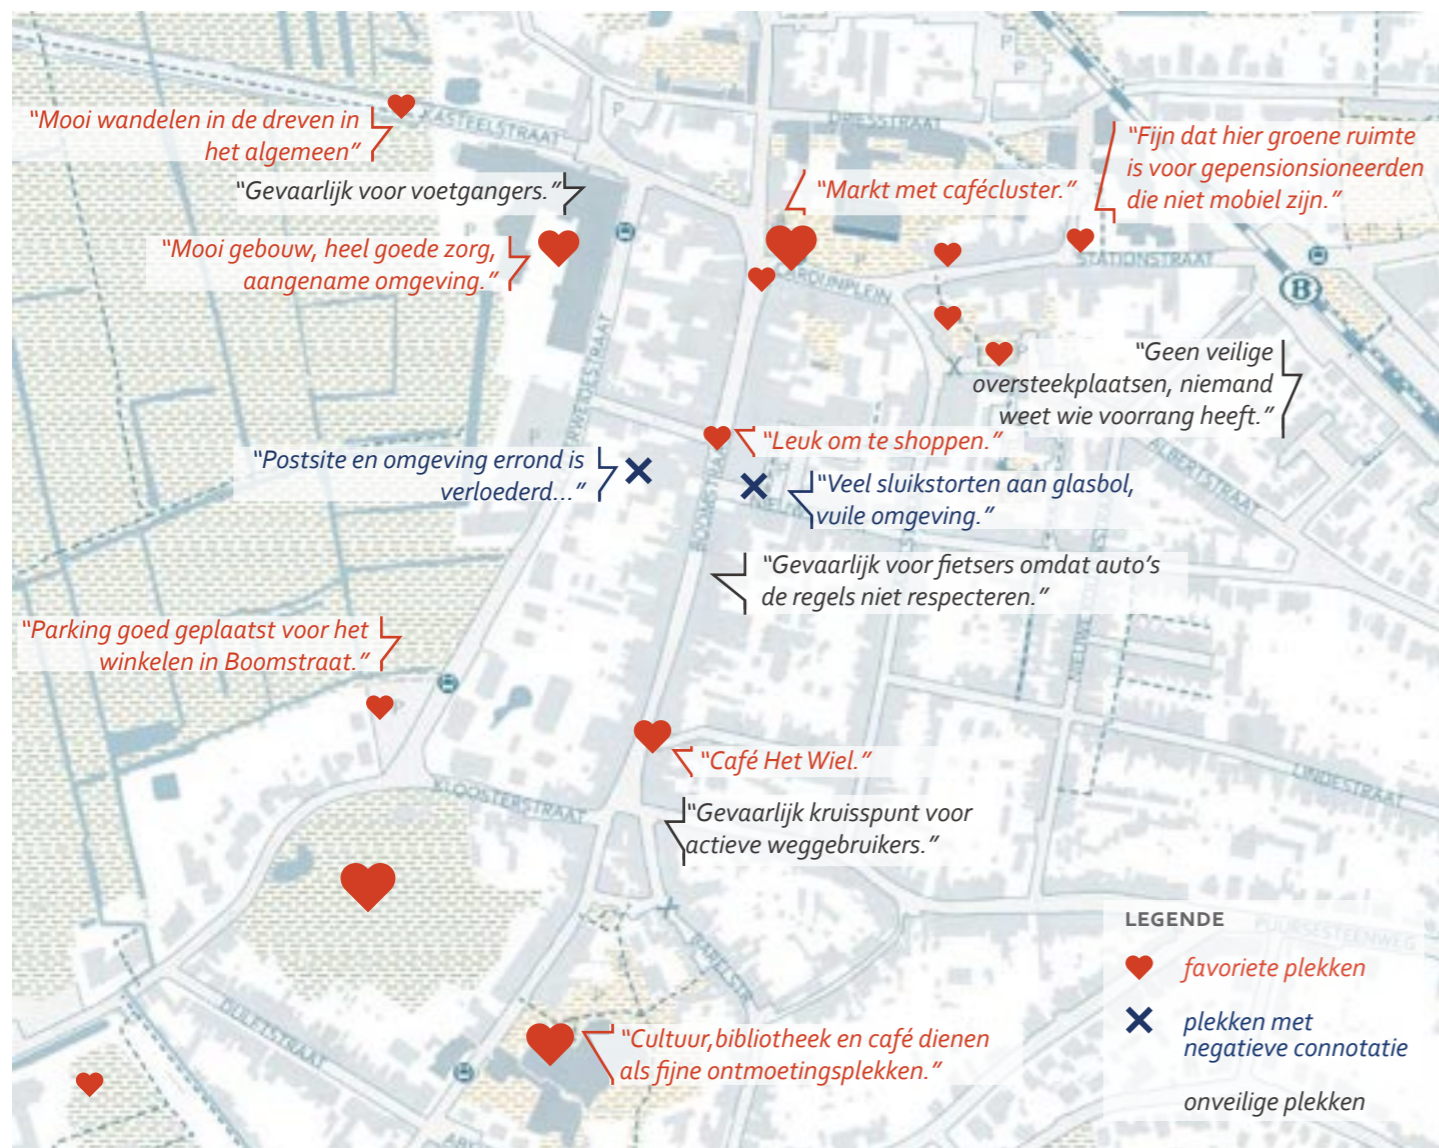 “Mooi wandelen in de dreven in
het algemeen”
KASTEELSTRAAT
P
P
P
DRIESSTRAAT
“Fijn dat hier groene ruimte
is voor gepensionsioneerden
die niet mobiel zijn.”
“Gevaarlijk voor voetgangers.”
“Markt met cafécluster.”
“Mooi gebouw, heel goede zorg,
aangename omgeving.”
P
P
STATIONSTRAAT
B
“Geen veilige
oversteekplaatsen, niemand
weet wie voorrang heeft.”
P
“Leuk om te shoppen.”
“Postsite en omgeving errond is
verloederd...”
ALBERTSTRAAT
“Veel sluikstorten aan glasbol,
vuile omgeving.”
BOOMSTRAAT
“Gevaarlijk voor fietsers omdat auto’s
de regels niet respecteren.”
“Parking goed geplaatst voor het
winkelen in Boomstraat.”
“Café Het Wiel.”
KLOOSTERSTRAAT
LINDESTRAAT
“Gevaarlijk kruisspunt voor
actieve weggebruikers.”
LEGENDE
PUURSESTEENWEG
favoriete plekken
plekken met
negatieve connotatie
onveilige plekken
“Cultuur,bibliotheek en café dienen
als fijne ontmoetingsplekken.”